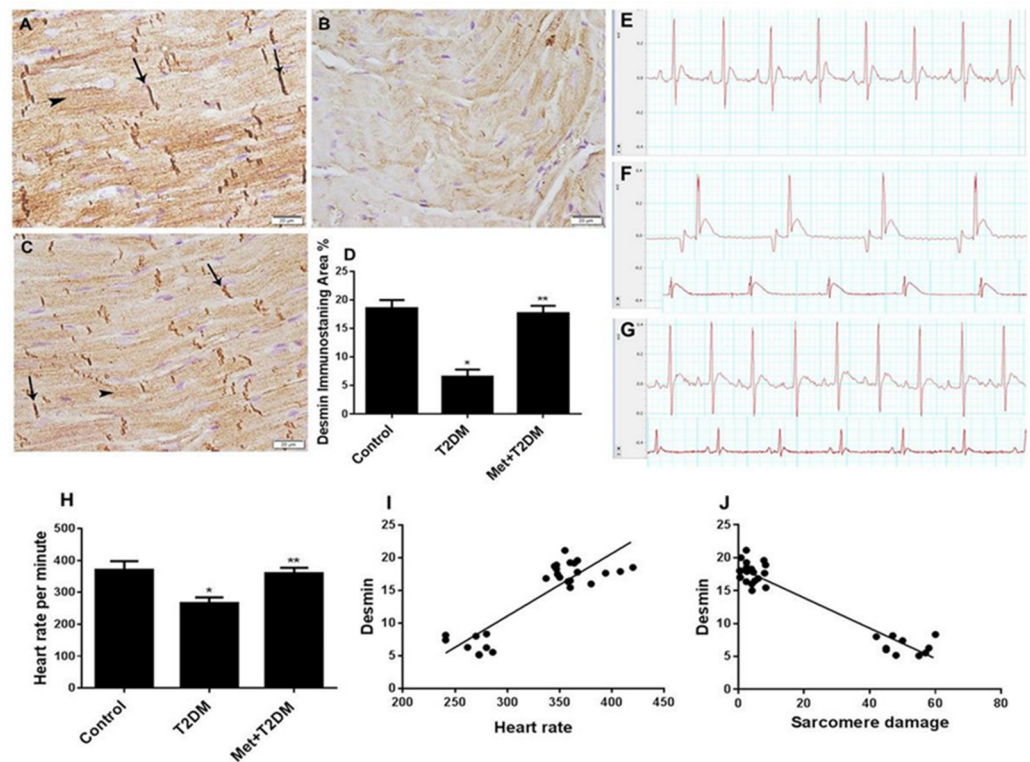 A
B
20 µm
20 µm
C
20 µm
D
Desmin Immunostaning Area %
25
20
15
10
5
0
*
**
Control
T2DM
Met+T2DM
E
F
G
H
Heart rate per minute
500
400
300
200
100
0
*
**
Control
T2DM
Met+T2DM
I
Desmin
25
20
15
10
5
0
200
250
300
350
400
450
Heart rate
J
Desmin
25
20
15
10
5
0
0
20
40
60
80
Sarcomere damage